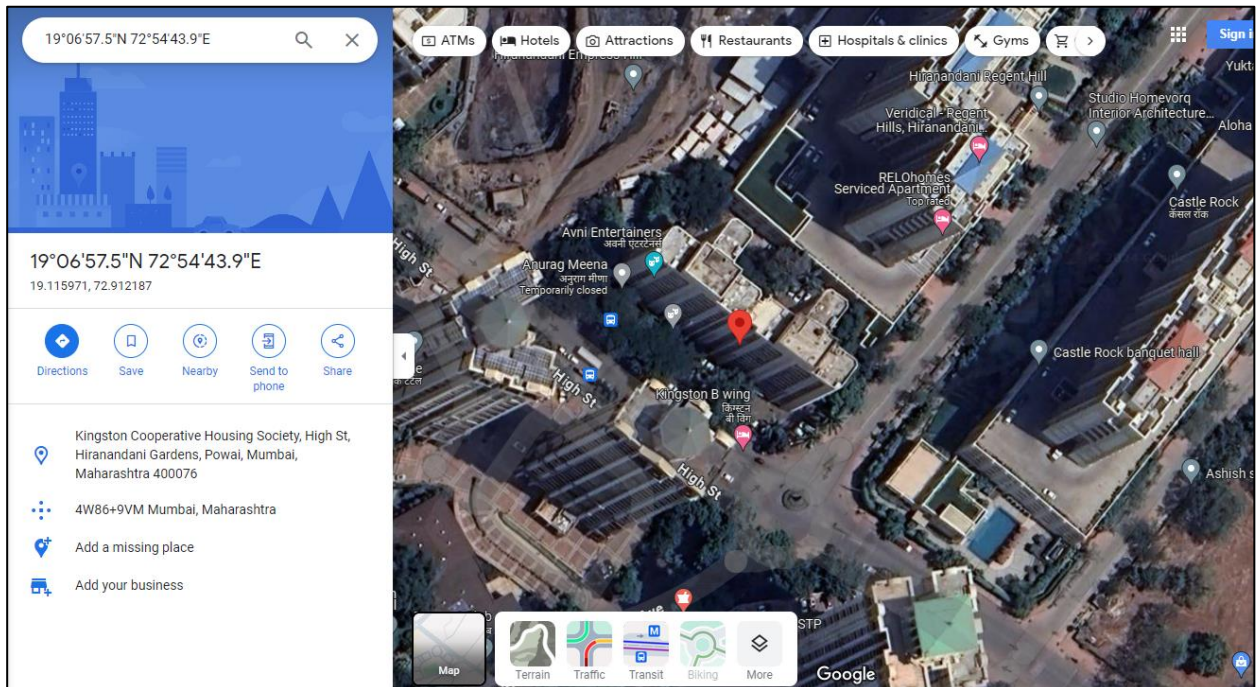 19°06'57.5"N 72°54'43.9"E
ATMs
Hotels
Attractions
Restaurants
Hospitals & clinics
Gyms
Sign
19°06'57.5"N 72°54'43.9"E
19.115971, 72.912187
Directions
Save
Nearby
Send to
phone
Share
Kingston Cooperative Housing Society, High St,
Hiranandani Gardens, Powai, Mumbai,
Maharashtra 400076
4W86+9VM Mumbai, Maharashtra
Add a missing place
Add your business
Hiranandani Regent Hill
Studio Homevorq
Interior Architecture...
Veridical - Regent
Hills, Hiranandani...
RELOhomes
Serviced Apartment
Top rated
Castle Rock
कॅसल रॉक
Avni Entertainers
अवनी एंटरटेनर्स
Anurag Meena
अनुराग मीणा
Temporarily closed
High St
High St
Kingston B wing
किंग्स्टन
बी विंग
High St
Castle Rock banquet hall
Ashish
STP
Map
Terrain
Traffic
Transit
Biking
More
Google